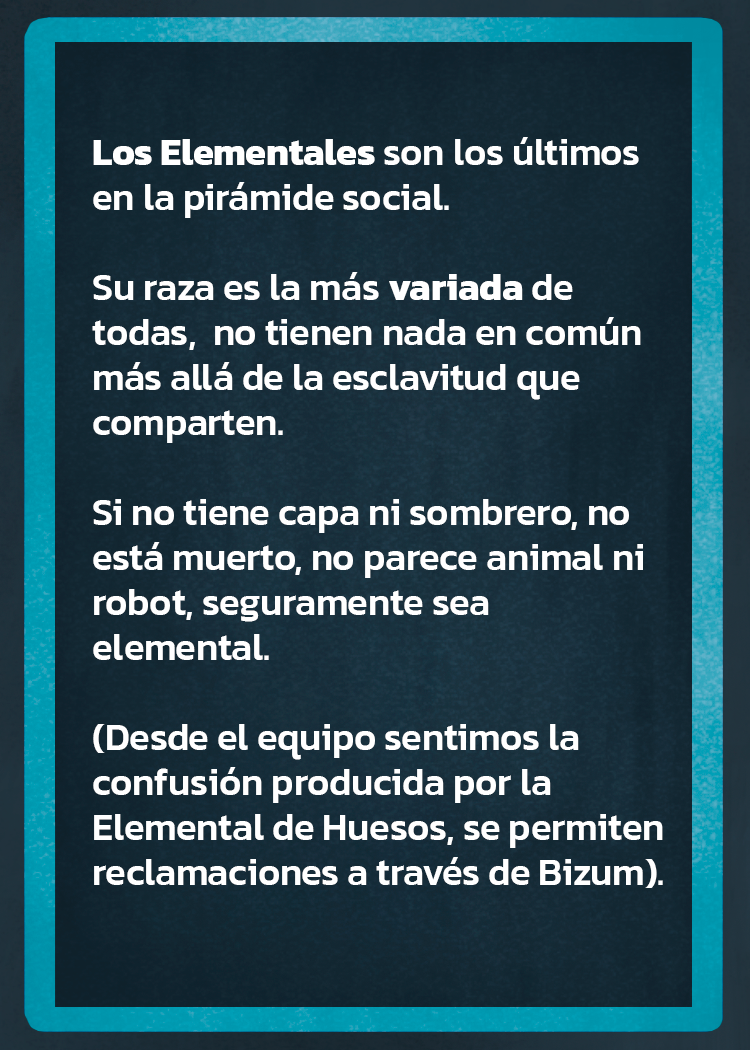 Los Elementales son los últimos
en la pirámide social.
Su raza es la más variada de
todas,  no tienen nada en común
más allá de la esclavitud que
comparten.
Si no tiene capa ni sombrero, no
está muerto, no parece animal ni
robot, seguramente sea
elemental.
(Desde el equipo sentimos la
confusión producida por la
Elemental de Huesos, se permiten
reclamaciones a través de Bizum).